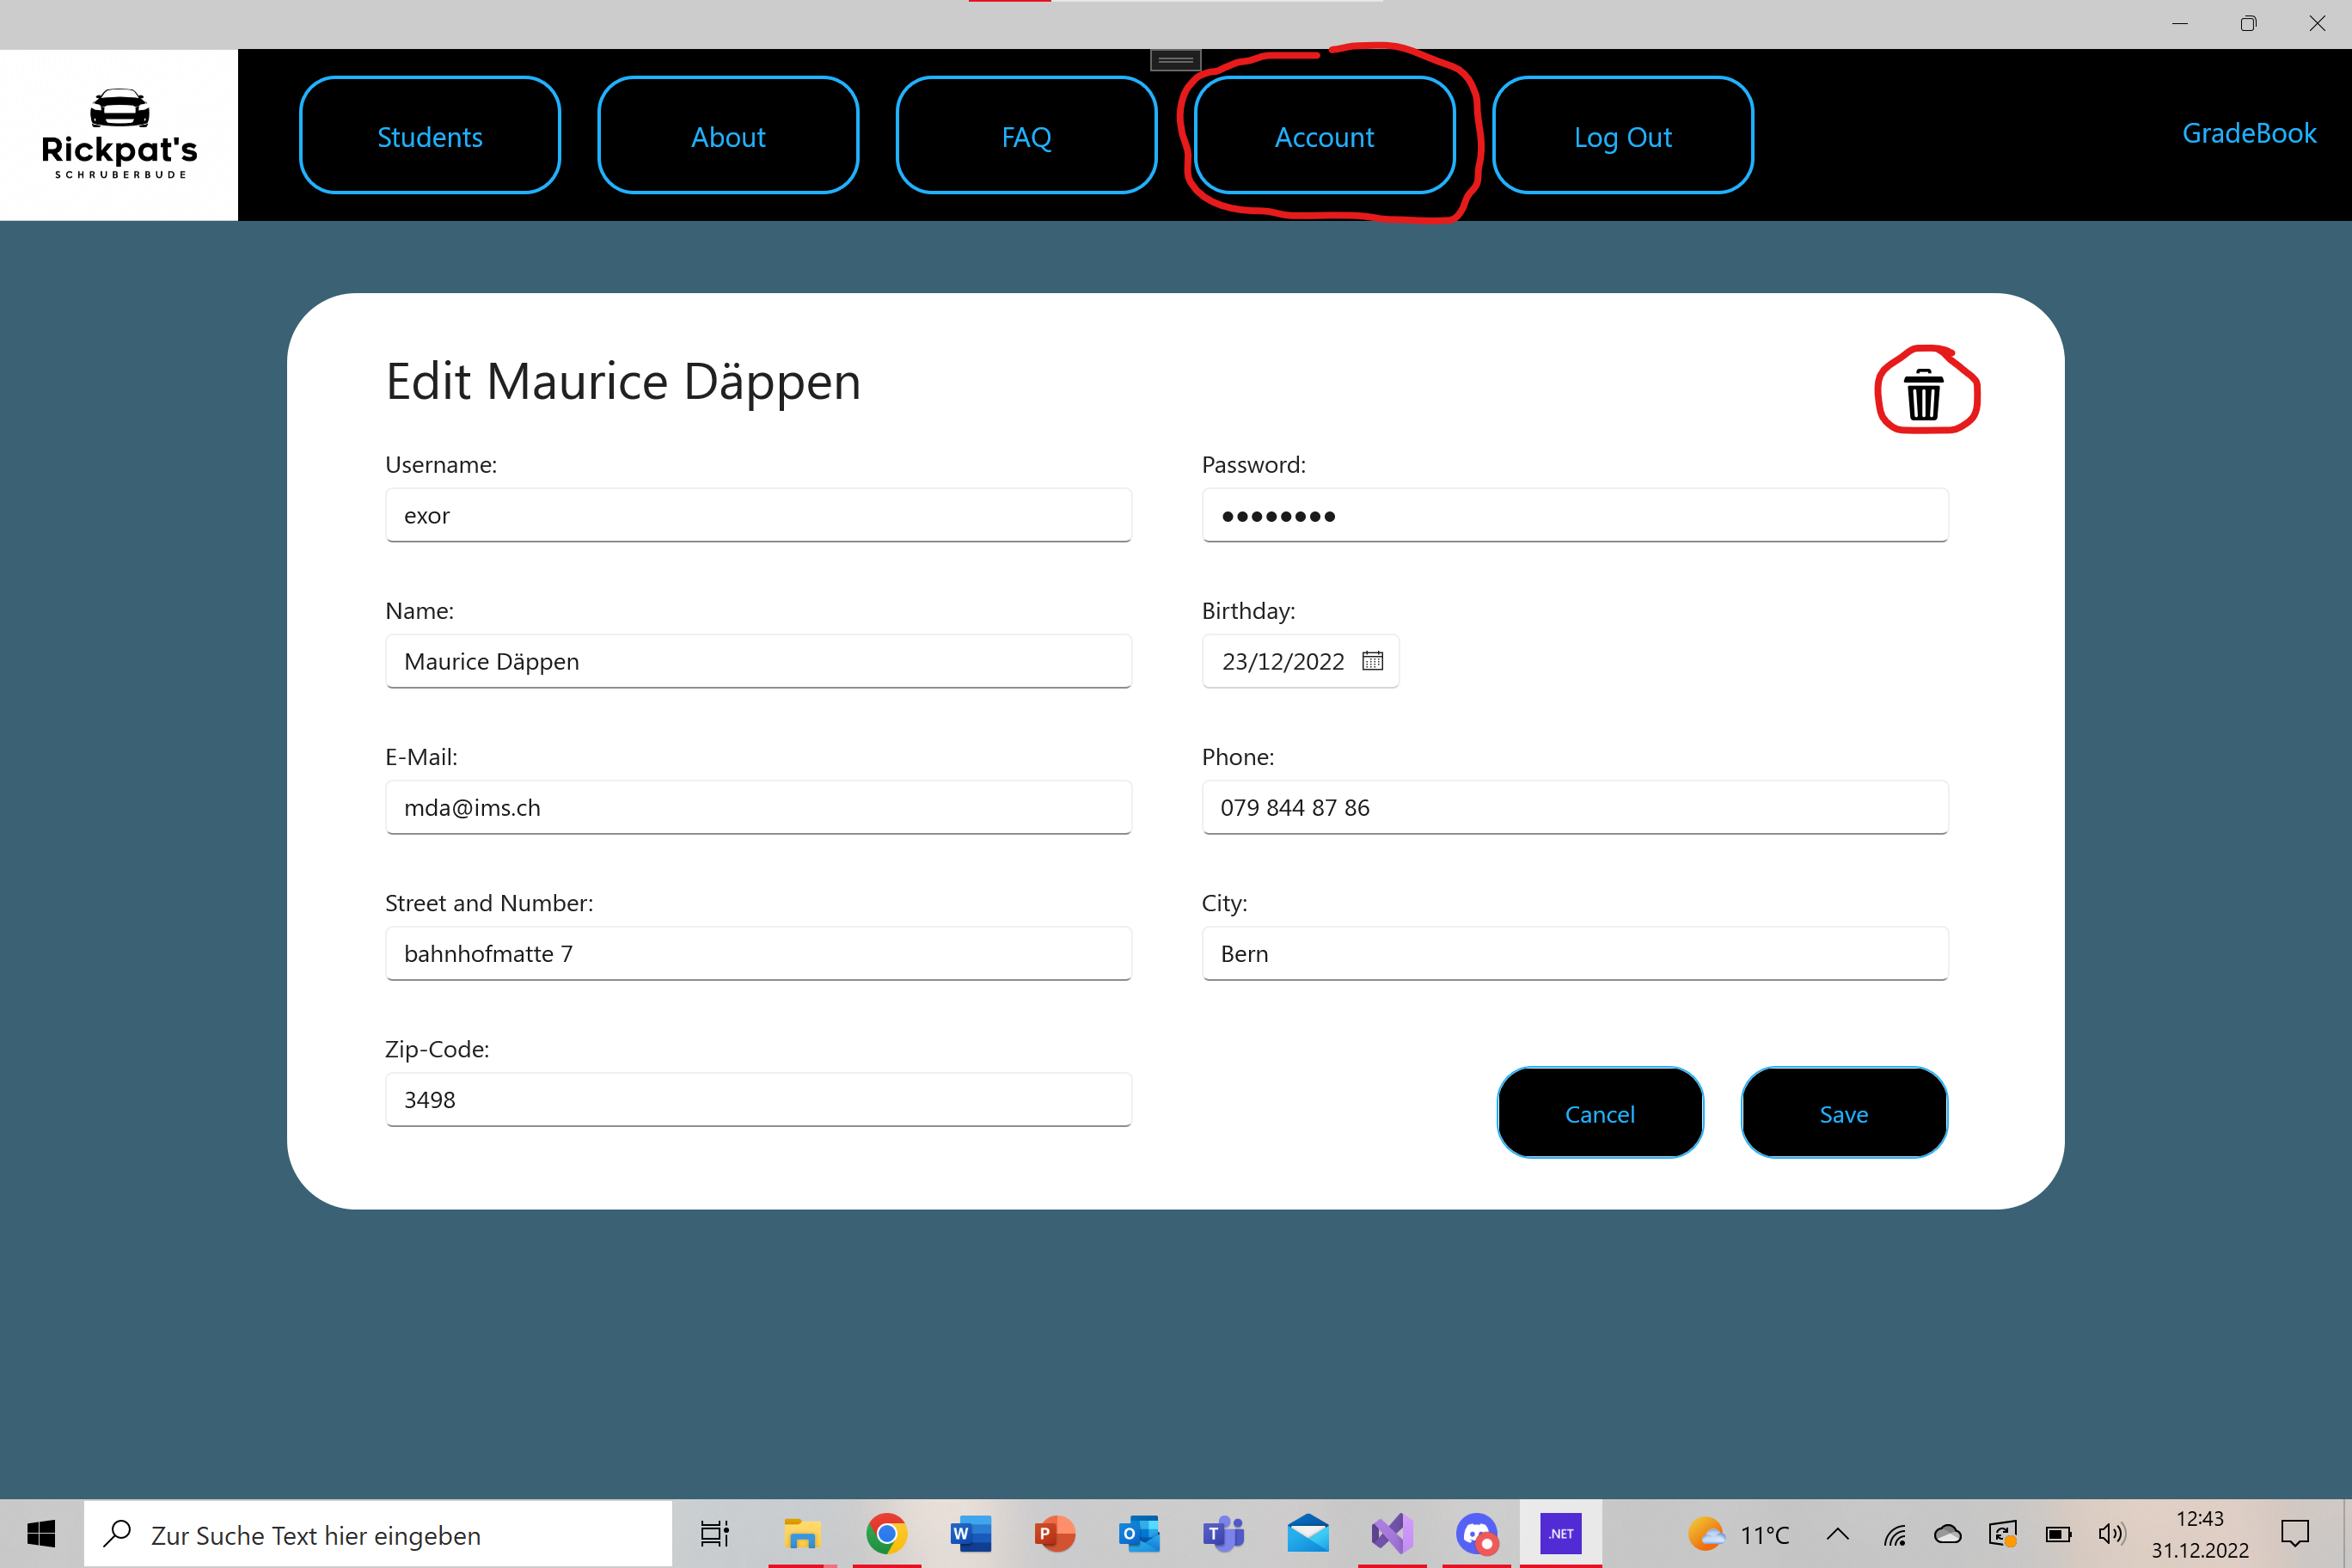 Rickpat's
SCHRUBERBUDE
Students
About
FAQ
Account
Log Out
GradeBook
Edit Maurice Däppen
Username:
Password:
exor
••••••••
Name:
Birthday:
Maurice Däppen
23/12/2022
E-Mail:
Phone:
mda@ims.ch
079 844 87 86
Street and Number:
City:
bahnhofmatte 7
Bern
Zip-Code:
3498
Cancel
Save
Zur Suche Text hier eingeben
W
P
O
T
.NET
11°C
12:43
31.12.2022